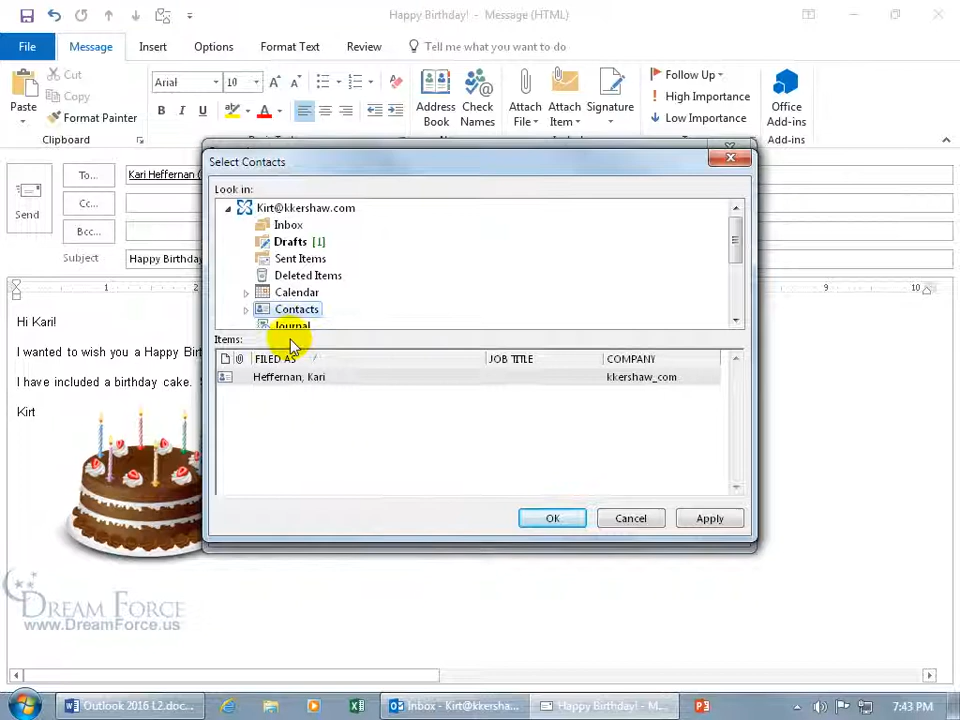 Happy Birthday! - Message (HTML)
File Message Insert Options Format Text Review Tell me what you want to do
Cut
Copy
Paste
Format Painter
Clipboard
Arial 10
B I U
Address Book
Check Names
Attach File
Attach Item
Signature
Follow Up
High Importance
Low Importance
Office Add-ins
Add-ins
Send
To... Kari Heffernan (
Cc...
Bcc...
Subject Happy Birthday
1 9 10
Hi Kari!
I wanted to wish you a Happy Birth
I have included a birthday cake.
Kirt
DREAM FORCE
www.DreamForce.us
Select Contacts
Look in:
Kirt@kkershaw.com
Inbox
Drafts [1]
Sent Items
Deleted Items
Calendar
Contacts
Journal
Items:
FILED AS JOB TITLE COMPANY
Heffernan, Kari kkershaw_com
OK Cancel Apply
Outlook 2016 L2.doc... Inbox - Kirt@kkersha... Happy Birthday! - M... 7:43 PM